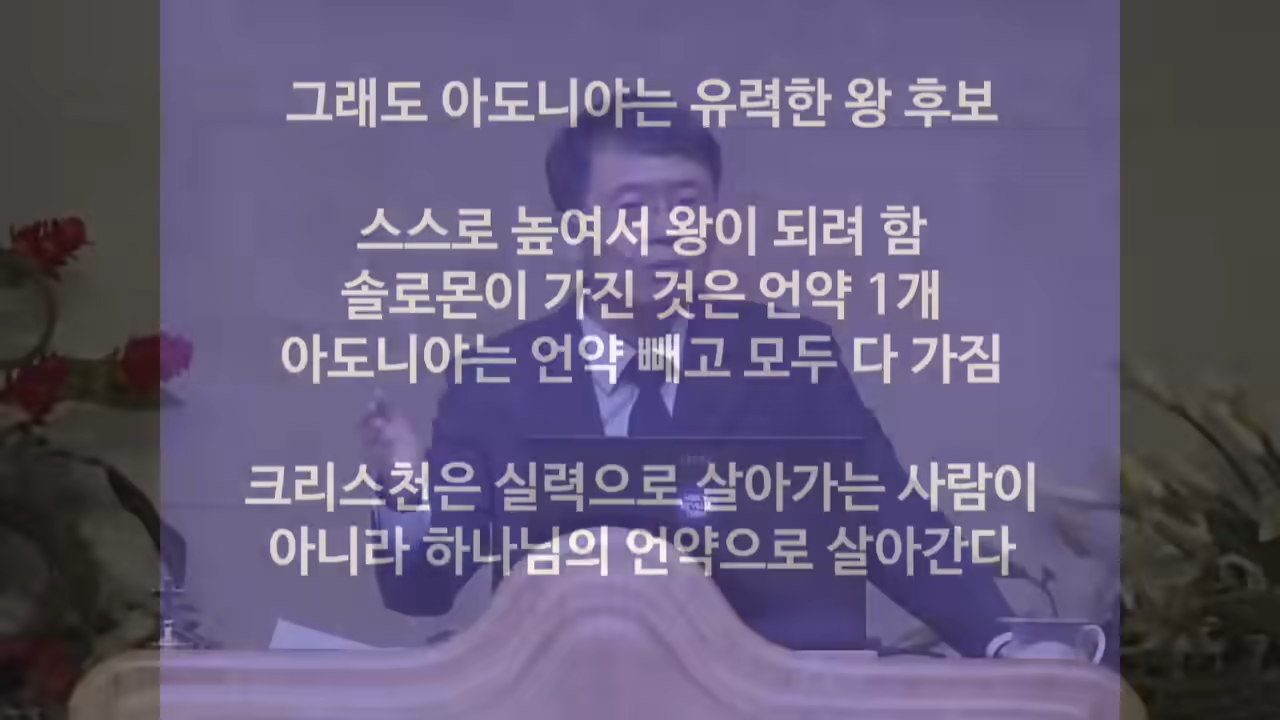 그래도 아도니야는 유력한 왕 후보
스스로 높여서 왕이 되려 함
솔로몬이 가진 것은 언약 1개
아도니야는 언약 빼고 모두 다 가짐
크리스천은 실력으로 살아가는 사람이
아니라 하나님의 언약으로 살아간다